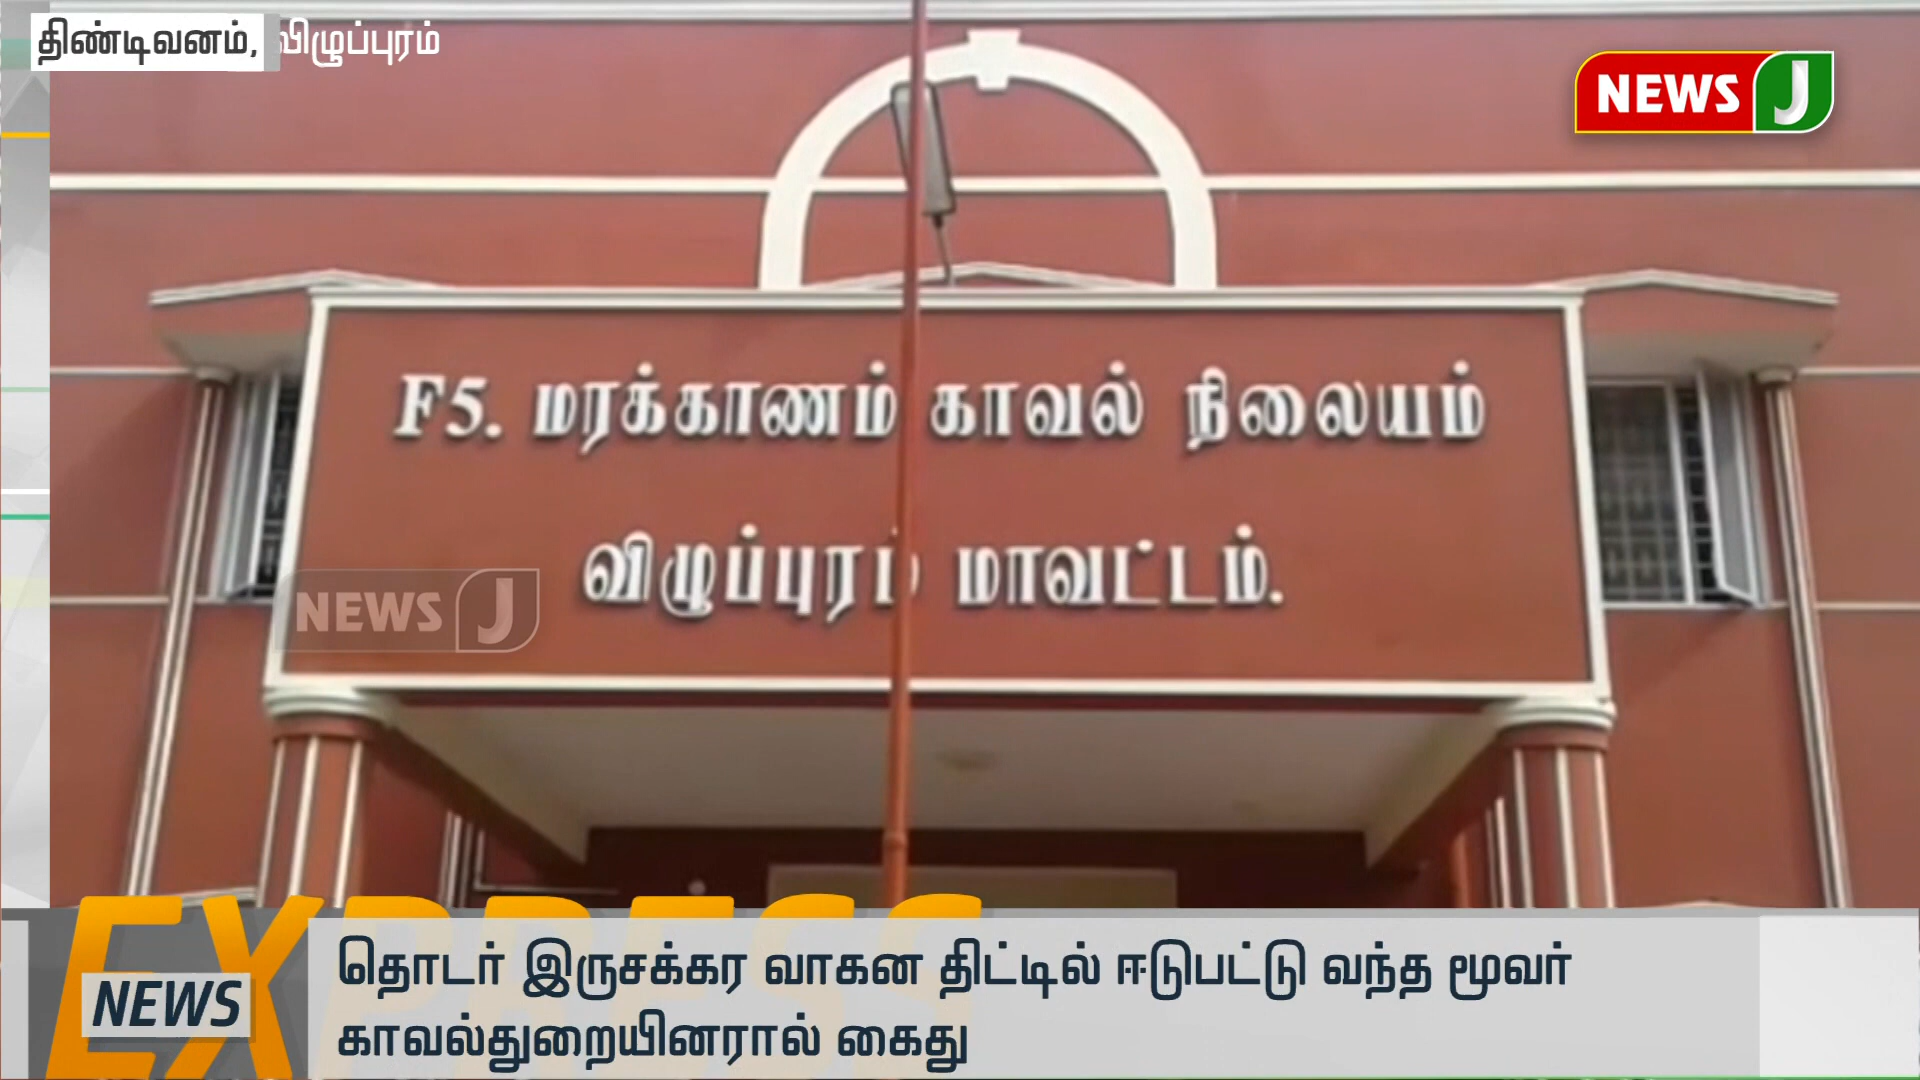 திண்டிவனம், விழுப்புரம்
NEWS J
F5. மரக்காணம் காவல் நிலையம்
விழுப்புரம் மாவட்டம்.
NEWS J
EXPRESS
NEWS
தொடர் இருசக்கர வாகன திட்டில் ஈடுபட்டு வந்த மூவர்
காவல்துறையினரால் கைது